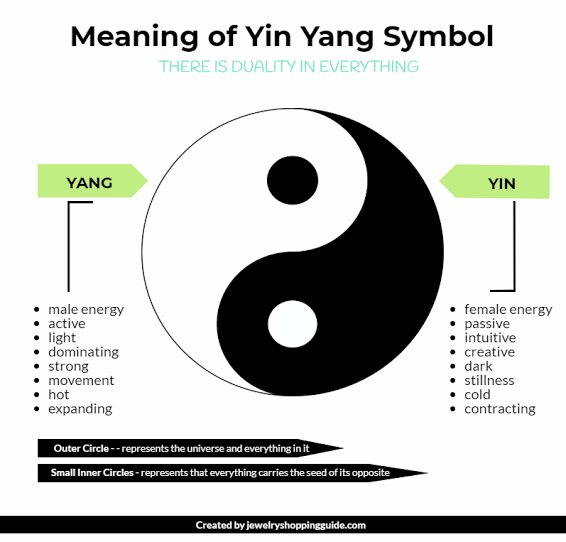 Meaning of Yin Yang Symbol
THERE IS DUALITY IN EVERYTHING
YANG
male energy
active
light
dominating
strong
movement
hot
expanding
YIN
female energy
passive
intuitive
creative
dark
stillness
cold
contracting
Outer Circle - - represents the universe and everything in it
Small Inner Circles - represents that everything carries the seed of its opposite
Created by jewelryshoppingguide.com